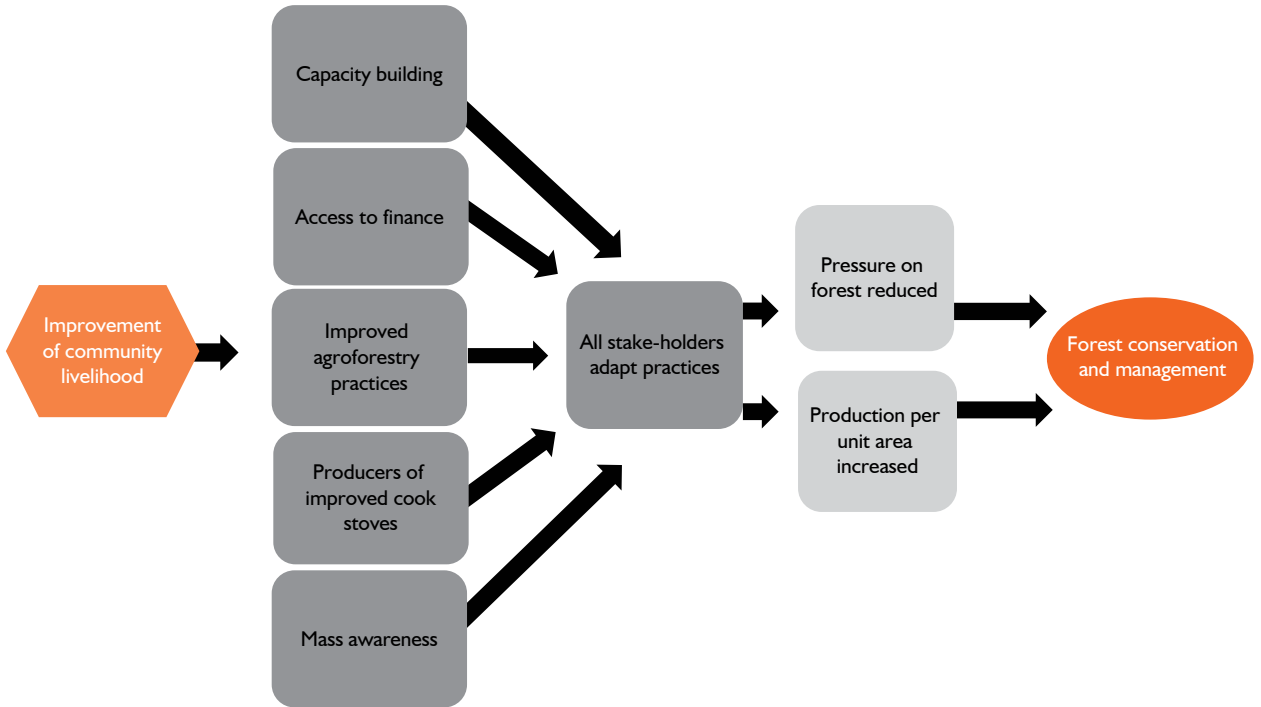 Improvement
of community
livelihood
Capacity building
Access to finance
Improved
agroforestry
practices
Producers of
improved cook
stoves
Mass awareness
All stake-holders
adapt practices
Pressure on
forest reduced
Production per
unit area
increased
Forest conservation
and management